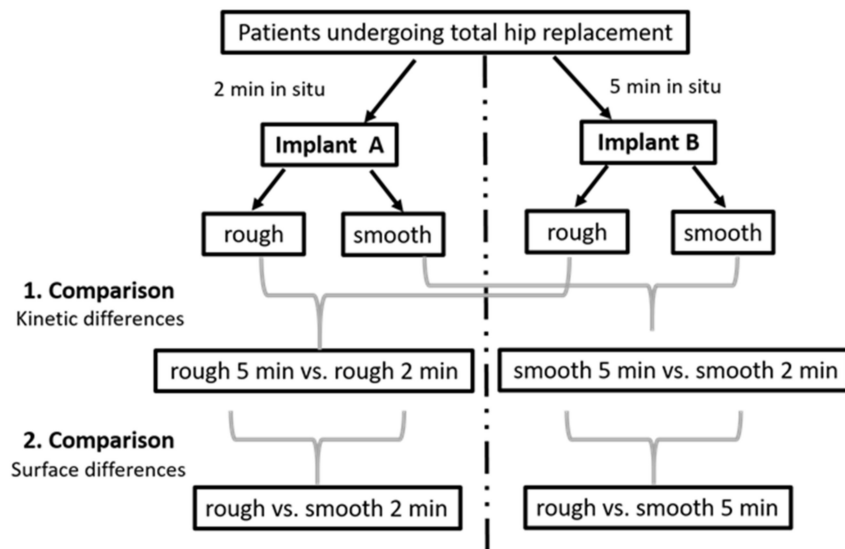 Patients undergoing total hip replacement
2 min in situ
5 min in situ
Implant A
Implant B
rough
smooth
rough
smooth
1. Comparison
Kinetic differences
rough 5 min vs. rough 2 min
smooth 5 min vs. smooth 2 min
2. Comparison
Surface differences
rough vs. smooth 2 min
rough vs. smooth 5 min